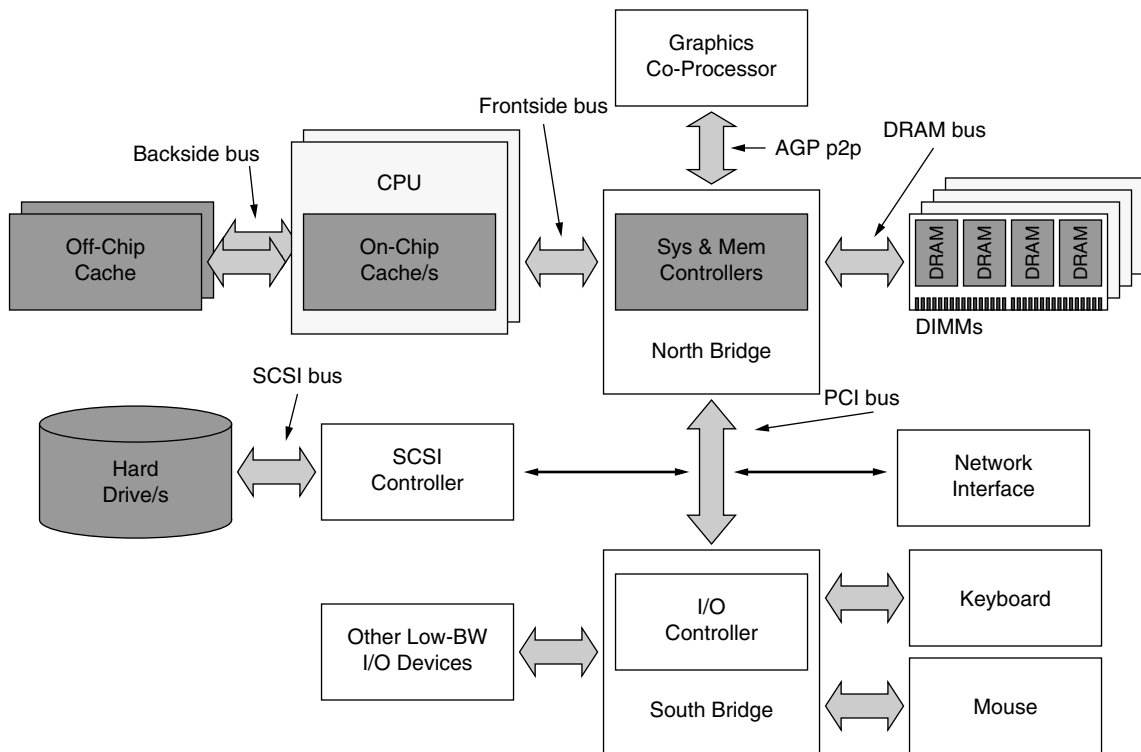 Graphics
Co-Processor
Frontside bus
DRAM bus
AGP p2p
Backside bus
CPU
Off-Chip
Cache
On-Chip
Cache/s
Sys & Mem
Controllers
DRAM
DRAM
DRAM
DRAM
DIMMs
North Bridge
SCSI bus
PCI bus
Hard
Drive/s
SCSI
Controller
Network
Interface
I/O
Controller
Keyboard
Other Low-BW
I/O Devices
South Bridge
Mouse